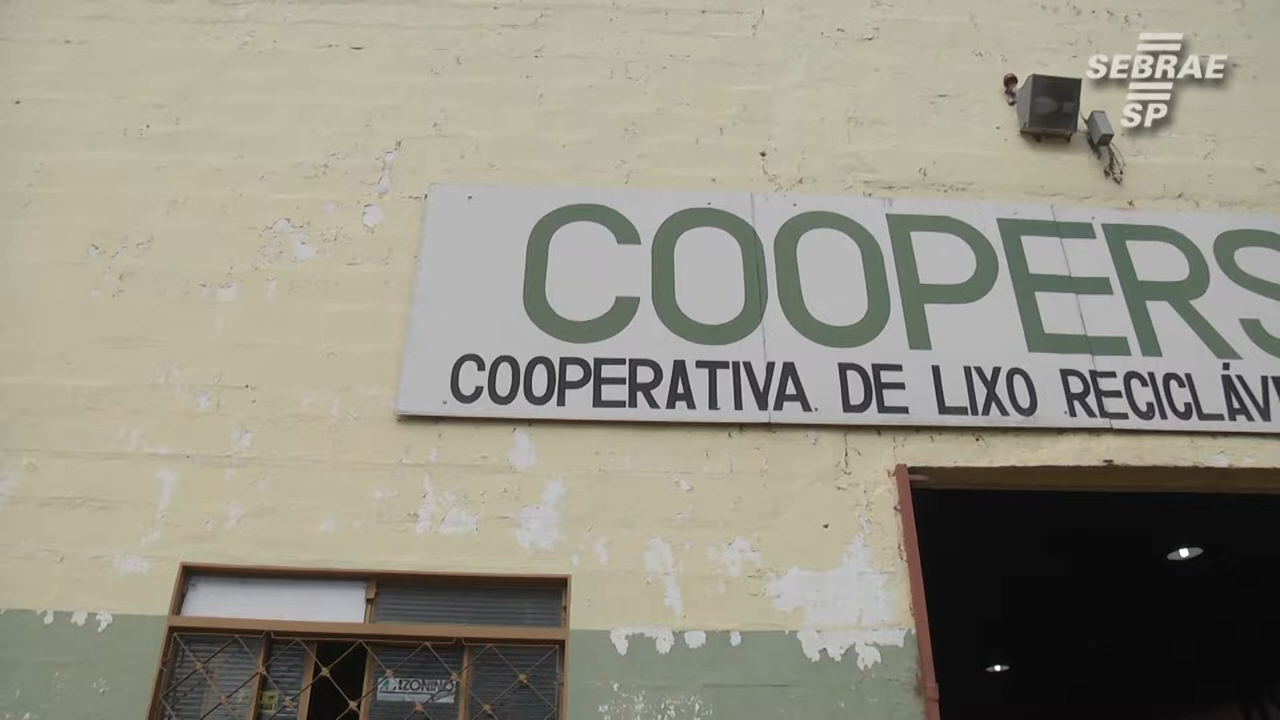 SEBRAE
SP
COOPERS
COOPERATIVA DE LIXO RECICLÁV